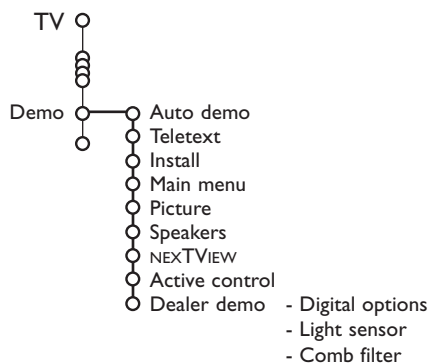 TV
Demo
Auto demo
Teletext
Install
Main menu
Picture
Speakers
NEXTVIEW
Active control
Dealer demo - Digital options
- Light sensor
- Comb filter